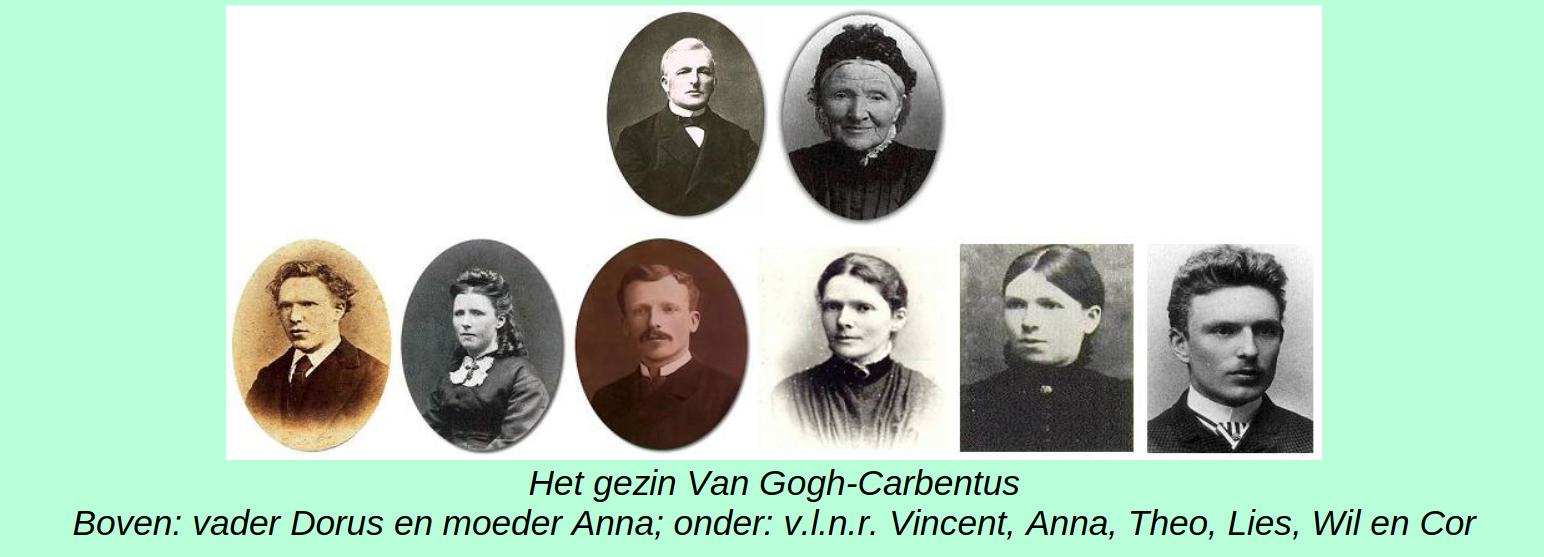 Het gezin Van Gogh-Carbentus
Boven: vader Dorus en moeder Anna; onder: v.l.n.r. Vincent, Anna, Theo, Lies, Wil en Cor